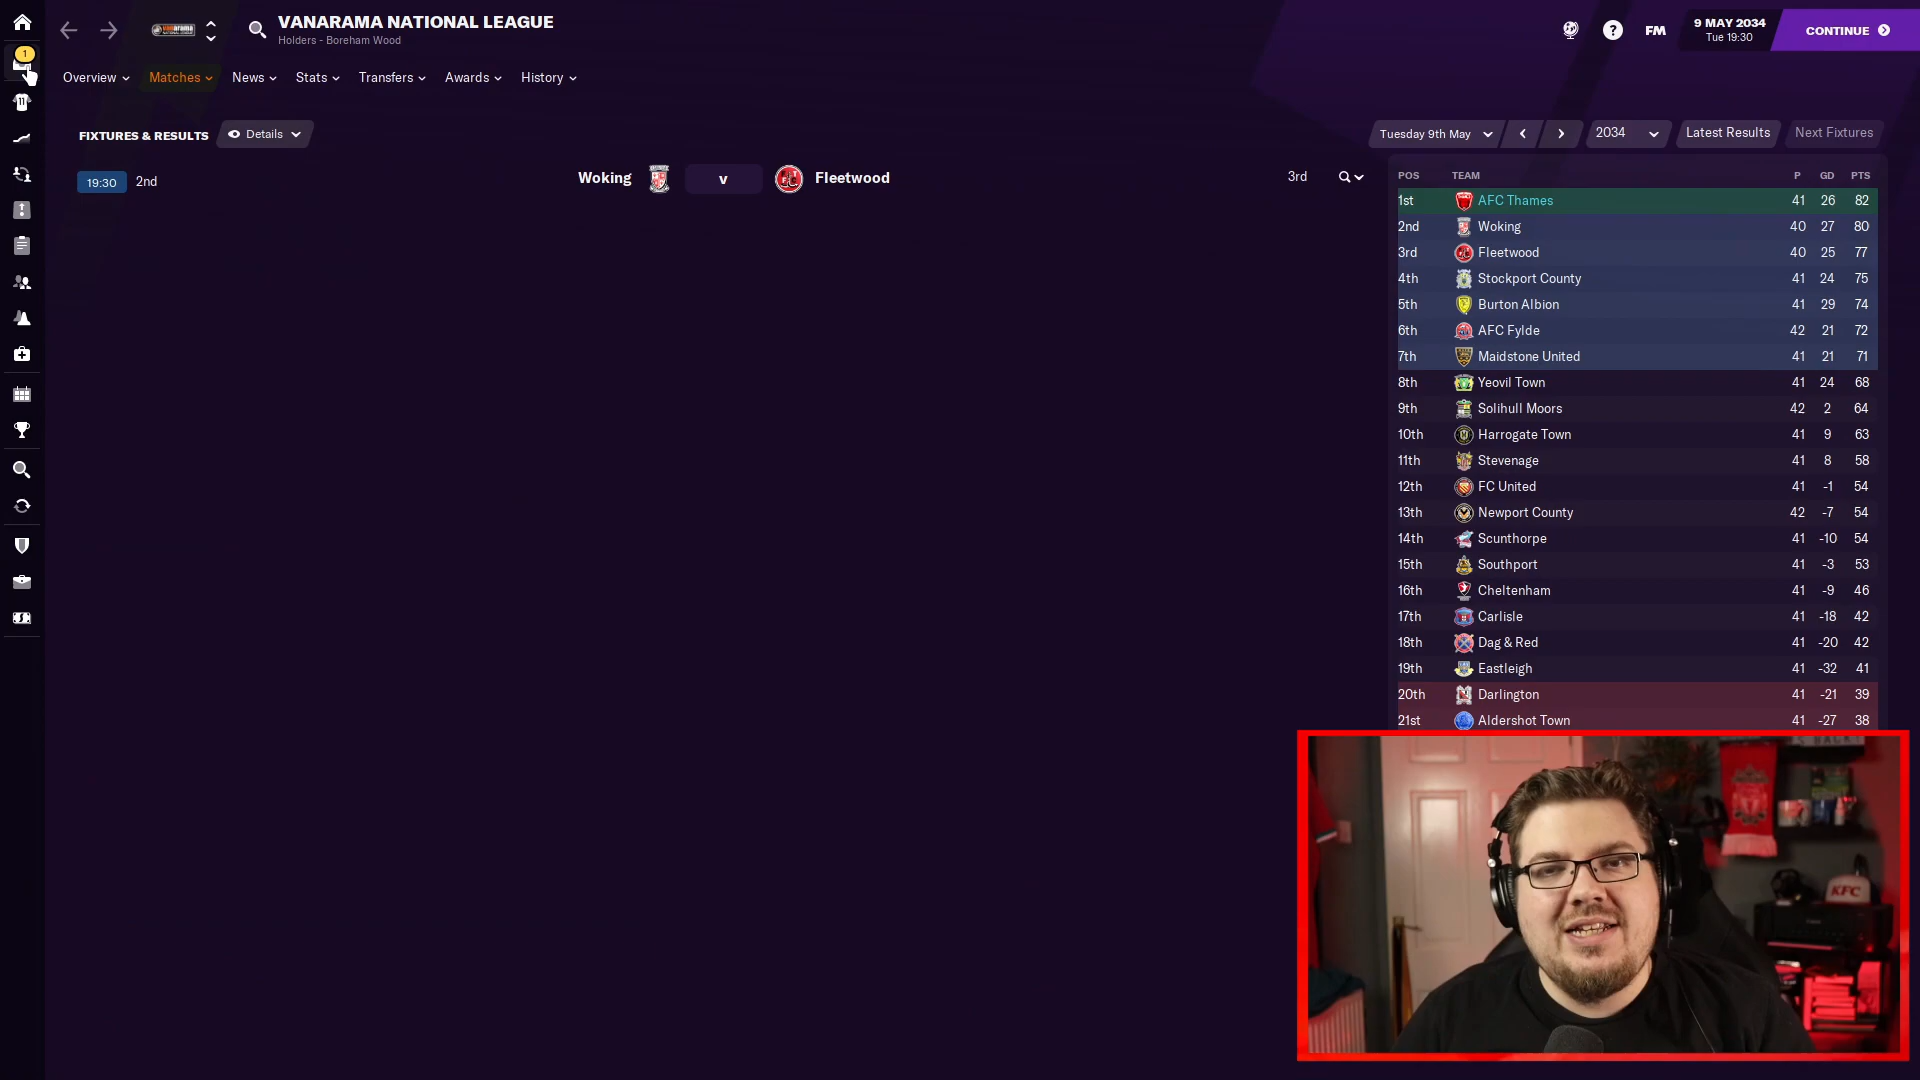 VANARAMA NATIONAL LEAGUE
Holders - Boreham Wood
FM
9 MAY 2034
Tue 19:30
CONTINUE
1
Overview Matches News Stats Transfers Awards History
FIXTURES & RESULTS Details
Tuesday 9th May 2034 Latest Results Next Fixtures
19:30 2nd Woking v Fleetwood 3rd
POS TEAM P GD PTS
1st AFC Thames 41 26 82
2nd Woking 40 27 80
3rd Fleetwood 40 25 77
4th Stockport County 41 24 75
5th Burton Albion 41 29 74
6th AFC Fylde 42 21 72
7th Maidstone United 41 21 71
8th Yeovil Town 41 24 68
9th Solihull Moors 42 2 64
10th Harrogate Town 41 9 63
11th Stevenage 41 8 58
12th FC United 41 -1 54
13th Newport County 42 -7 54
14th Scunthorpe 41 -10 54
15th Southport 41 -3 53
16th Cheltenham 41 -9 46
17th Carlisle 41 -18 42
18th Dag & Red 41 -20 42
19th Eastleigh 41 -32 41
20th Darlington 41 -21 39
21st Aldershot Town 41 -27 38
KFC